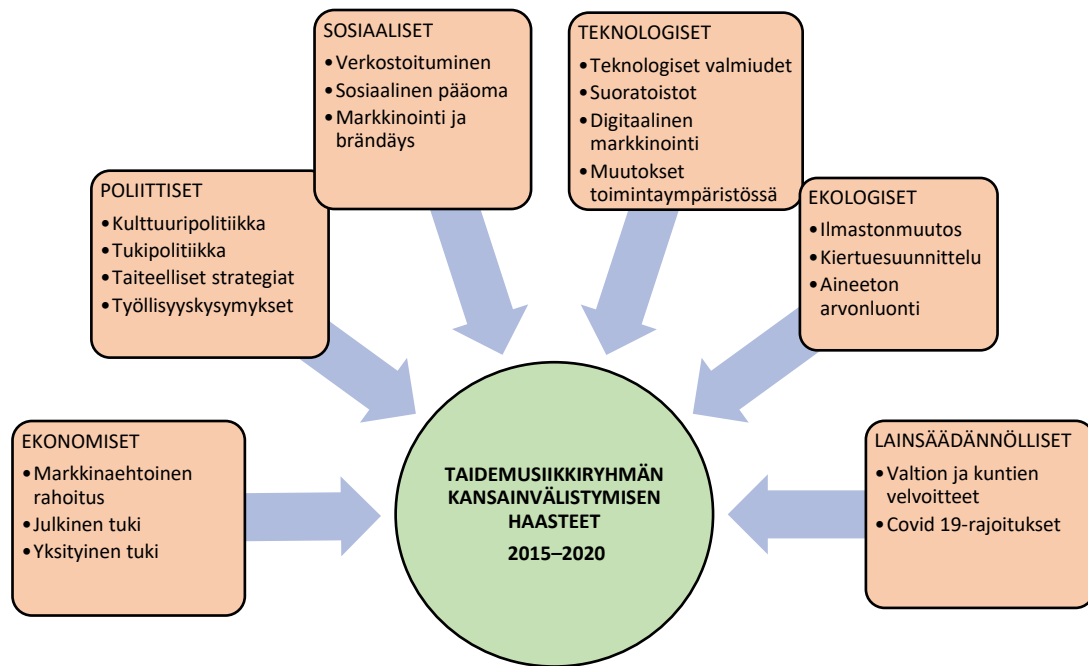 SOSIAALISET
•Verkostoituminen
•Sosiaalinen pääoma
•Markkinointi ja
brändäys
TEKNOLOGISET
•Teknologiset valmiudet
•Suoratoistot
•Digitaalinen
markkinointi
•Muutokset
toimintaympäristössä
POLIITTISET
•Kulttuuripolitiikka
•Tukipolitiikka
•Taiteelliset strategiat
•Työllisyyskysymykset
EKOLOGISET
•Ilmastonmuutos
•Kiertuesuunnittelu
•Aineeton
arvonluonti
EKONOMISET
•Markkinaehtoinen
rahoitus
•Julkinen tuki
•Yksityinen tuki
TAIDEMUSIIKKIRYHMÄN
KANSAINVÄLISTYMISEN
HAASTEET
2015–2020
LAINSÄÄDÄNNÖLLISET
•Valtion ja kuntien
velvoitteet
•Covid 19-rajoitukset